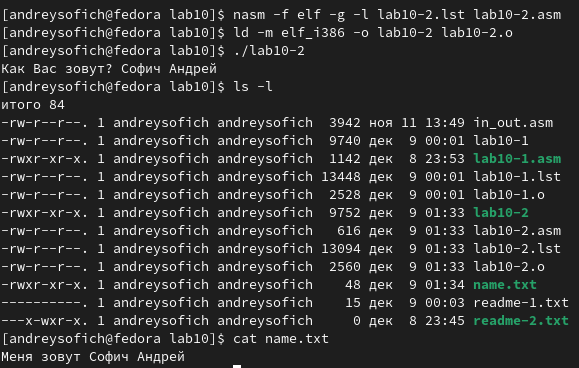 [andreysofich@fedora lab10]$ nasm -f elf -g -l lab10-2.lst lab10-2.asm
[andreysofich@fedora lab10]$ ld -m elf_i386 -o lab10-2 lab10-2.o
[andreysofich@fedora lab10]$ ./lab10-2
Как Вас зовут? Софич Андрей
[andreysofich@fedora lab10]$ ls -l
итого 84
-rw-r--r--. 1 andreysofich andreysofich  3942 ноя 11 13:49 in_out.asm
-rw-r--r--. 1 andreysofich andreysofich  9740 дек  9 00:01 lab10-1
-rwxr-xr-x. 1 andreysofich andreysofich  1142 дек  8 23:53 lab10-1.asm
-rw-r--r--. 1 andreysofich andreysofich 13448 дек  9 00:01 lab10-1.lst
-rw-r--r--. 1 andreysofich andreysofich  2528 дек  9 00:01 lab10-1.o
-rwxr-xr-x. 1 andreysofich andreysofich  9752 дек  9 01:33 lab10-2
-rw-r--r--. 1 andreysofich andreysofich   616 дек  9 01:33 lab10-2.asm
-rw-r--r--. 1 andreysofich andreysofich 13094 дек  9 01:33 lab10-2.lst
-rw-r--r--. 1 andreysofich andreysofich  2560 дек  9 01:33 lab10-2.o
-rwxr-xr-x. 1 andreysofich andreysofich    48 дек  9 01:34 name.txt
----------. 1 andreysofich andreysofich    15 дек  9 00:03 readme-1.txt
---x-wxr-x. 1 andreysofich andreysofich     0 дек  8 23:45 readme-2.txt
[andreysofich@fedora lab10]$ cat name.txt
Меня зовут Софич Андрей